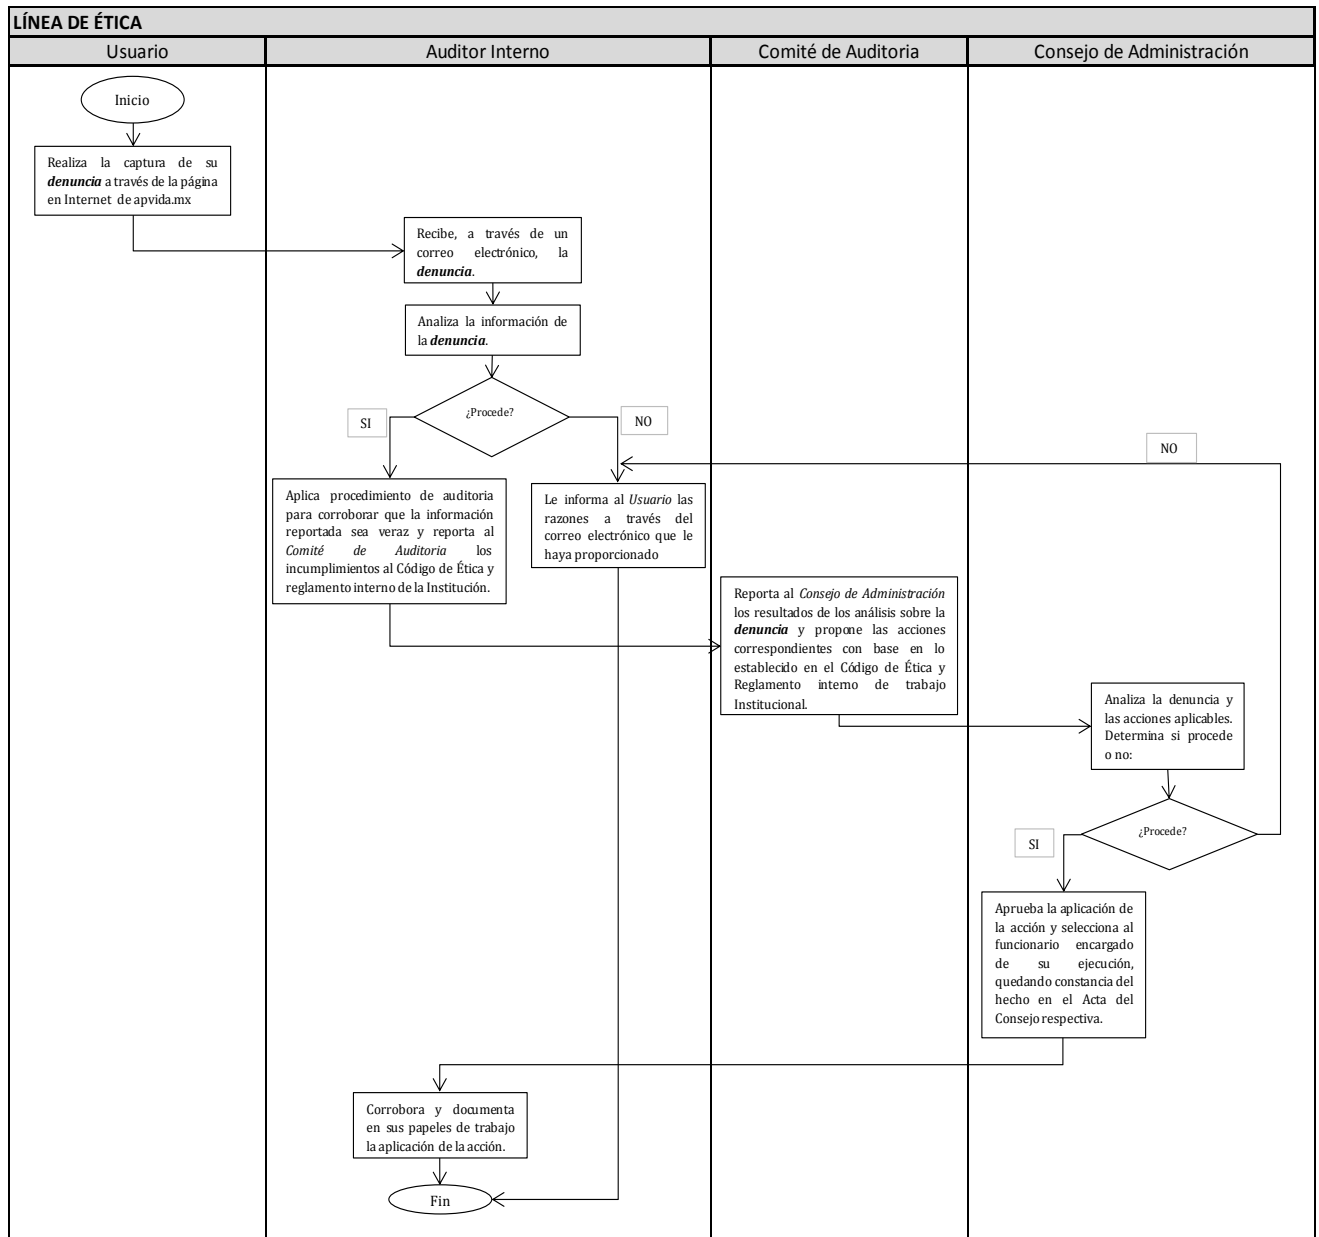 LÍNEA DE ÉTICA
Usuario
Auditor Interno
Comité de Auditoria
Consejo de Administración
Inicio
Realiza la captura de su
denuncia a través de la página
en Internet de apvida.mx
Recibe, a través de un
correo electrónico, la
denuncia.
Analiza la información de
la denuncia.
¿Procede?
SI
NO
NO
Aplica procedimiento de auditoria
para corroborar que la información
reportada sea veraz y reporta al
Comité de Auditoria los
incumplimientos al Código de Ética y
reglamento interno de la Institución.
Le informa al Usuario las
razones a través del
correo electrónico que le
haya proporcionado
Reporta al Consejo de Administración
los resultados de los análisis sobre la
denuncia y propone las acciones
correspondientes con base en lo
establecido en el Código de Ética y
Reglamento interno de trabajo
Institucional.
Analiza la denuncia y
las acciones aplicables.
Determina si procede
o no:
¿Procede?
SI
Aprueba la aplicación de
la acción y selecciona al
funcionario encargado
de su ejecución,
quedando constancia del
hecho en el Acta del
Consejo respectiva.
Corrobora y documenta
en sus papeles de trabajo
la aplicación de la acción.
Fin